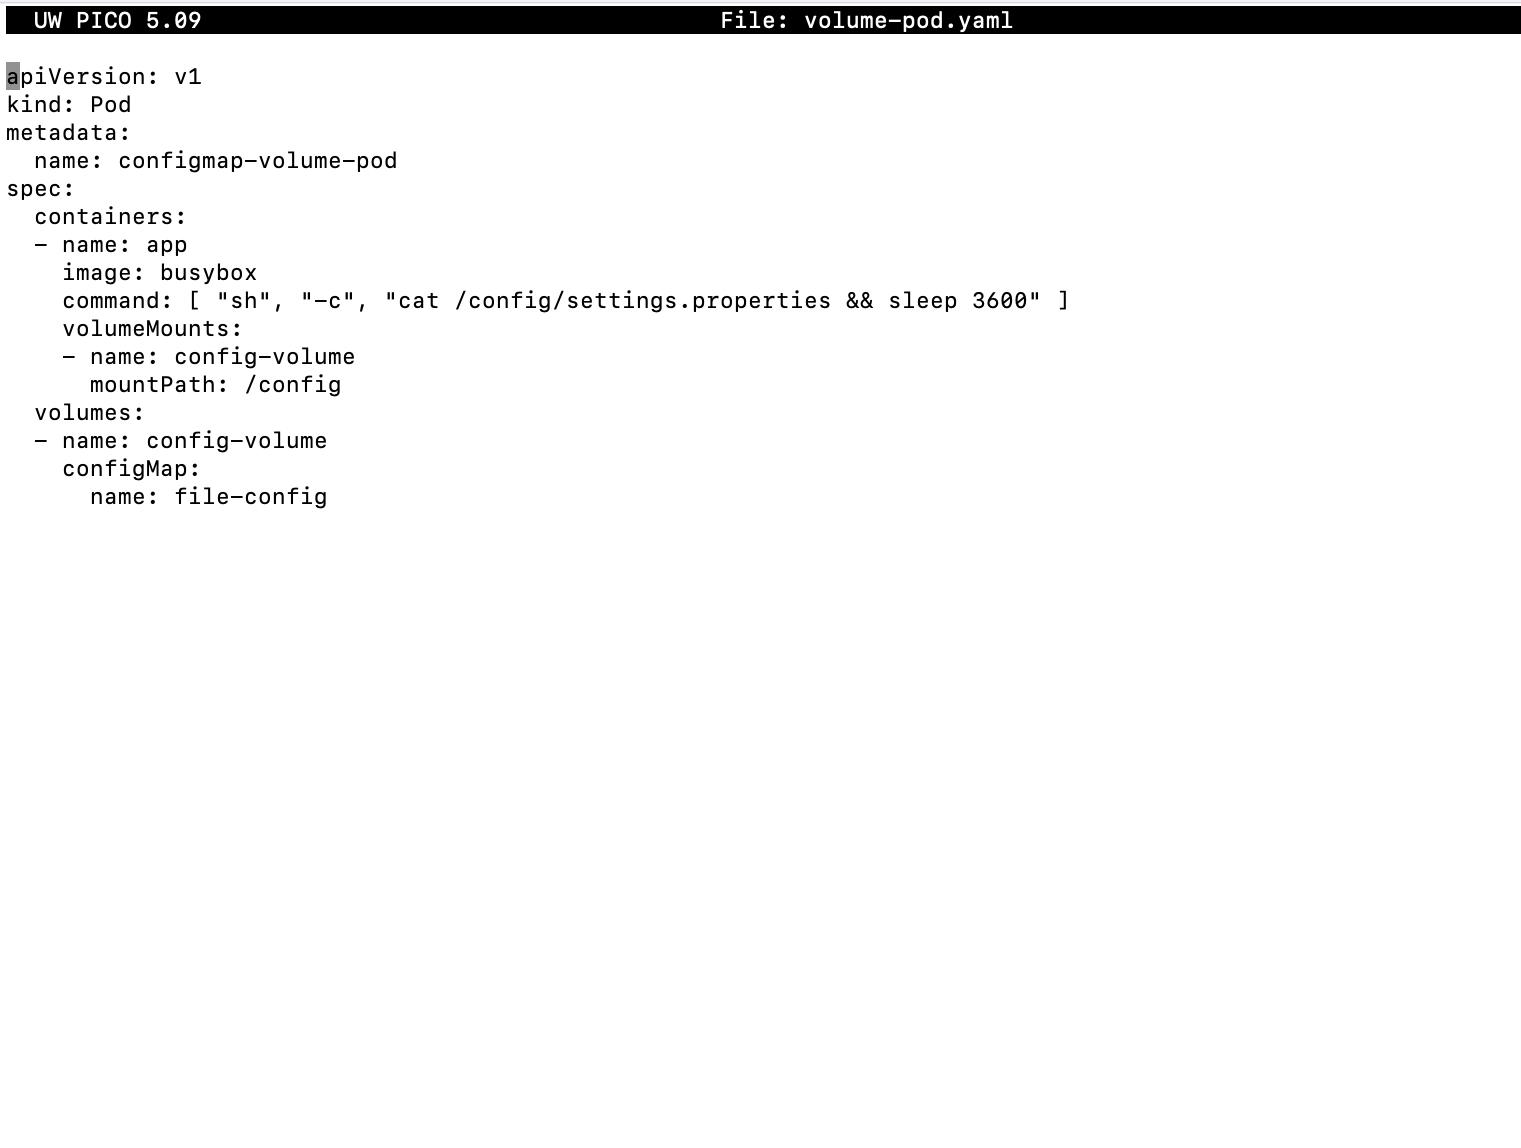 UW PICO 5.09 File: volume-pod.yaml
apiVersion: v1
kind: Pod
metadata:
  name: configmap-volume-pod
spec:
  containers:
  - name: app
    image: busybox
    command: [ "sh", "-c", "cat /config/settings.properties && sleep 3600" ]
    volumeMounts:
    - name: config-volume
      mountPath: /config
  volumes:
  - name: config-volume
    configMap:
      name: file-config